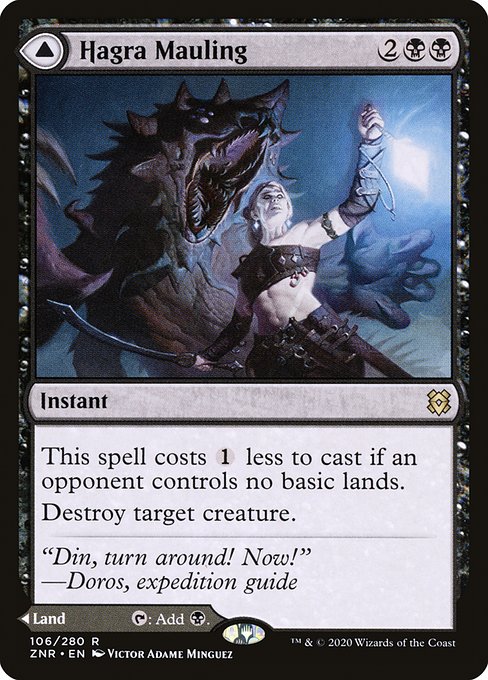 Hagra Mauling 2
Instant
This spell costs 1 less to cast if an
opponent controls no basic lands.
Destroy target creature.
“Din, turn around! Now!”
—Doros, expedition guide
Land : Add .
106/280 R
ZNR • EN Victor Adame Minguez
™ & © 2020 Wizards of the Coast